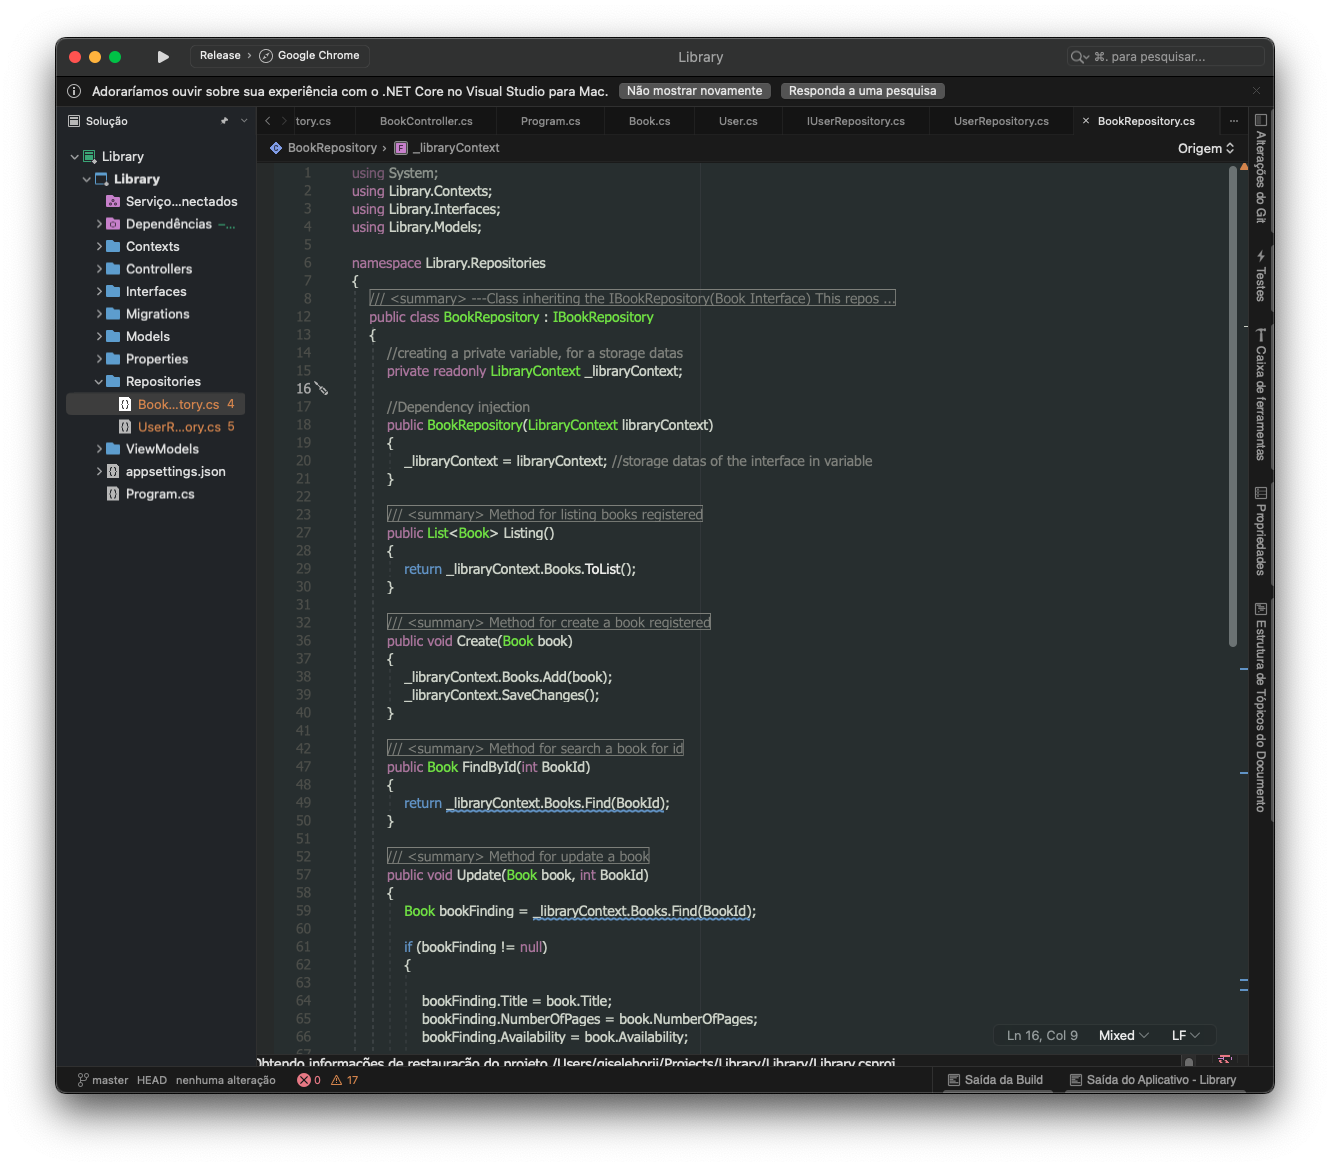 Release › Google Chrome
Library
⌘. para pesquisar...
Adoraríamos ouvir sobre sua experiência com o .NET Core no Visual Studio para Mac.
Não mostrar novamente
Responda a uma pesquisa
Solução
Library
Library
Serviço...nectados
Dependências –...
Contexts
Controllers
Interfaces
Migrations
Models
Properties
Repositories
Book...tory.cs 4
UserR...ory.cs 5
ViewModels
appsettings.json
Program.cs
tory.cs
BookController.cs
Program.cs
Book.cs
User.cs
IUserRepository.cs
UserRepository.cs
× BookRepository.cs
...
BookRepository › _libraryContext
Origem
1 using System;
2 using Library.Contexts;
3 using Library.Interfaces;
4 using Library.Models;
5
6 namespace Library.Repositories
7 {
8 /// <summary> ---Class inheriting the IBookRepository(Book Interface) This repos ...
12 public class BookRepository : IBookRepository
13 {
14 //creating a private variable, for a storage datas
15 private readonly LibraryContext _libraryContext;
16
17 //Dependency injection
18 public BookRepository(LibraryContext libraryContext)
19 {
20 _libraryContext = libraryContext; //storage datas of the interface in variable
21 }
22
23 /// <summary> Method for listing books registered
27 public List<Book> Listing()
28 {
29 return _libraryContext.Books.ToList();
30 }
31
32 /// <summary> Method for create a book registered
36 public void Create(Book book)
37 {
38 _libraryContext.Books.Add(book);
39 _libraryContext.SaveChanges();
40 }
41
42 /// <summary> Method for search a book for id
47 public Book FindById(int BookId)
48 {
49 return _libraryContext.Books.Find(BookId);
50 }
51
52 /// <summary> Method for update a book
57 public void Update(Book book, int BookId)
58 {
59 Book bookFinding = _libraryContext.Books.Find(BookId);
60
61 if (bookFinding != null)
62 {
63
64 bookFinding.Title = book.Title;
65 bookFinding.NumberOfPages = book.NumberOfPages;
66 bookFinding.Availability = book.Availability;
67
Ln 16, Col 9 Mixed LF
Obtendo informações de restauração do projeto /Users/giselehorii/Projects/Library/Library/Library.csproj
master HEAD nenhuma alteração
0 17
Saída da Build
Saída do Aplicativo - Library
Alterações do Git
Testes
Caixa de ferramentas
Propriedades
Estrutura de Tópicos do Documento